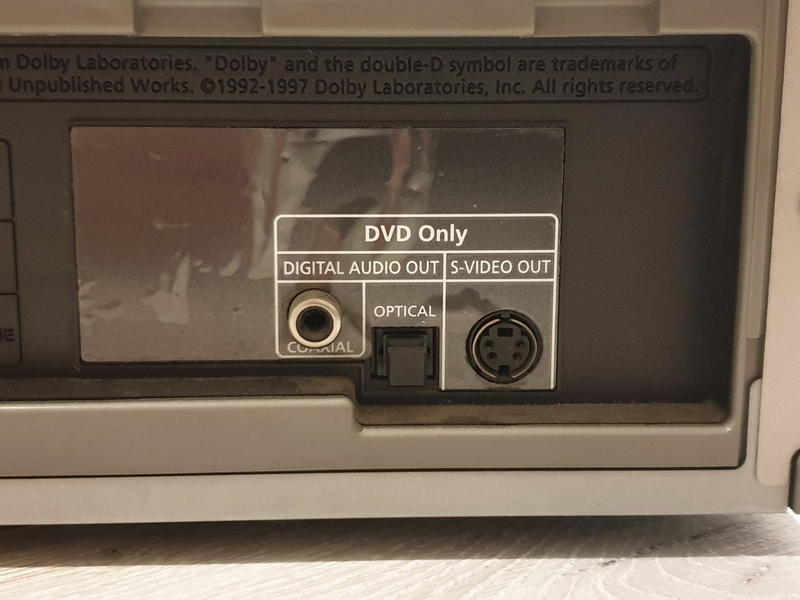 m Dolby Laboratories. "Dolby" and the double-D symbol are trademarks of
Unpublished Works. ©1992-1997 Dolby Laboratories, Inc. All rights reserved.
DVD Only
DIGITAL AUDIO OUT S-VIDEO OUT
OPTICAL
COAXIAL